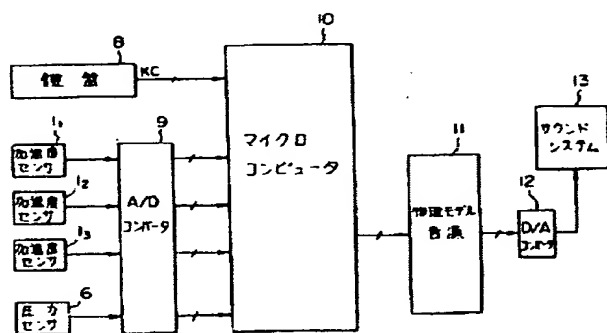 10
8
鍵盤
KC
13
サウンド
システム
1₁
加速度
センサ
9
マイクロ
コンピュータ
11
1₂
加速度
センサ
A/D
コンバータ
物理モデル
音源
12
D/A
コンバータ
1₃
加速度
センサ
6
圧力
センサ